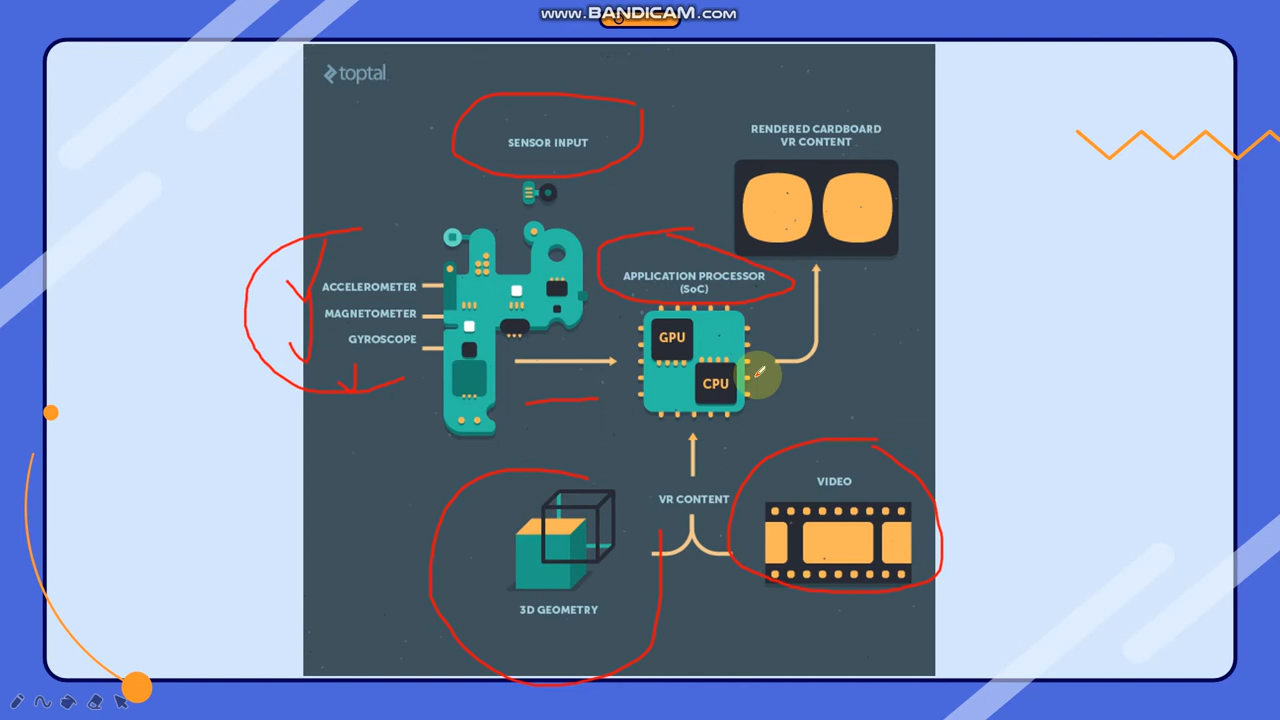 www.BANDICAM.com
toptal
SENSOR INPUT
RENDERED CARDBOARD
VR CONTENT
APPLICATION PROCESSOR
(SoC)
ACCELEROMETER
MAGNETOMETER
GYROSCOPE
GPU
CPU
VR CONTENT
VIDEO
3D GEOMETRY